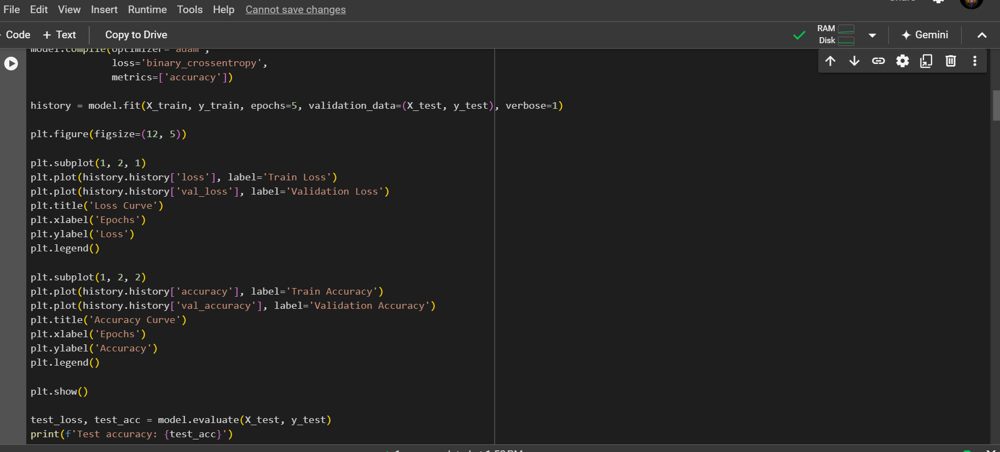 File Edit View Insert Runtime Tools Help Cannot save changes
Code + Text Copy to Drive
RAM
Disk
Gemini
model.compile(optimizer='adam',
loss='binary_crossentropy',
metrics=['accuracy'])
history = model.fit(X_train, y_train, epochs=5, validation_data=(X_test, y_test), verbose=1)
plt.figure(figsize=(12, 5))
plt.subplot(1, 2, 1)
plt.plot(history.history['loss'], label='Train Loss')
plt.plot(history.history['val_loss'], label='Validation Loss')
plt.title('Loss Curve')
plt.xlabel('Epochs')
plt.ylabel('Loss')
plt.legend()
plt.subplot(1, 2, 2)
plt.plot(history.history['accuracy'], label='Train Accuracy')
plt.plot(history.history['val_accuracy'], label='Validation Accuracy')
plt.title('Accuracy Curve')
plt.xlabel('Epochs')
plt.ylabel('Accuracy')
plt.legend()
plt.show()
test_loss, test_acc = model.evaluate(X_test, y_test)
print(f'Test accuracy: {test_acc}')